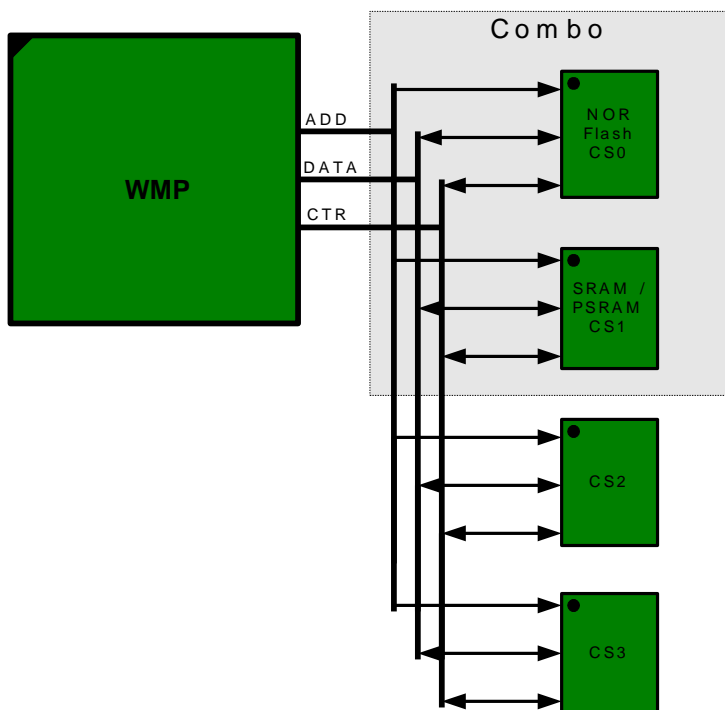 Combo
NOR
Flash
CS0
ADD
DATA
WMP
CTR
SRAM /
PSRAM
CS1
CS2
CS3